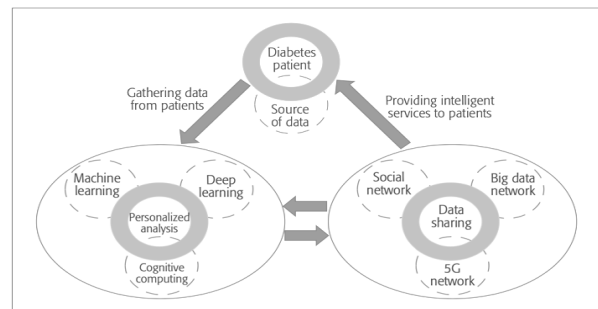 Diabetes
patient
Source
of data
Gathering data
from patients
Providing intelligent
services to patients
Machine
learning
Deep
learning
Personalized
analysis
Cognitive
computing
Social
network
Big data
network
Data
sharing
5G
network